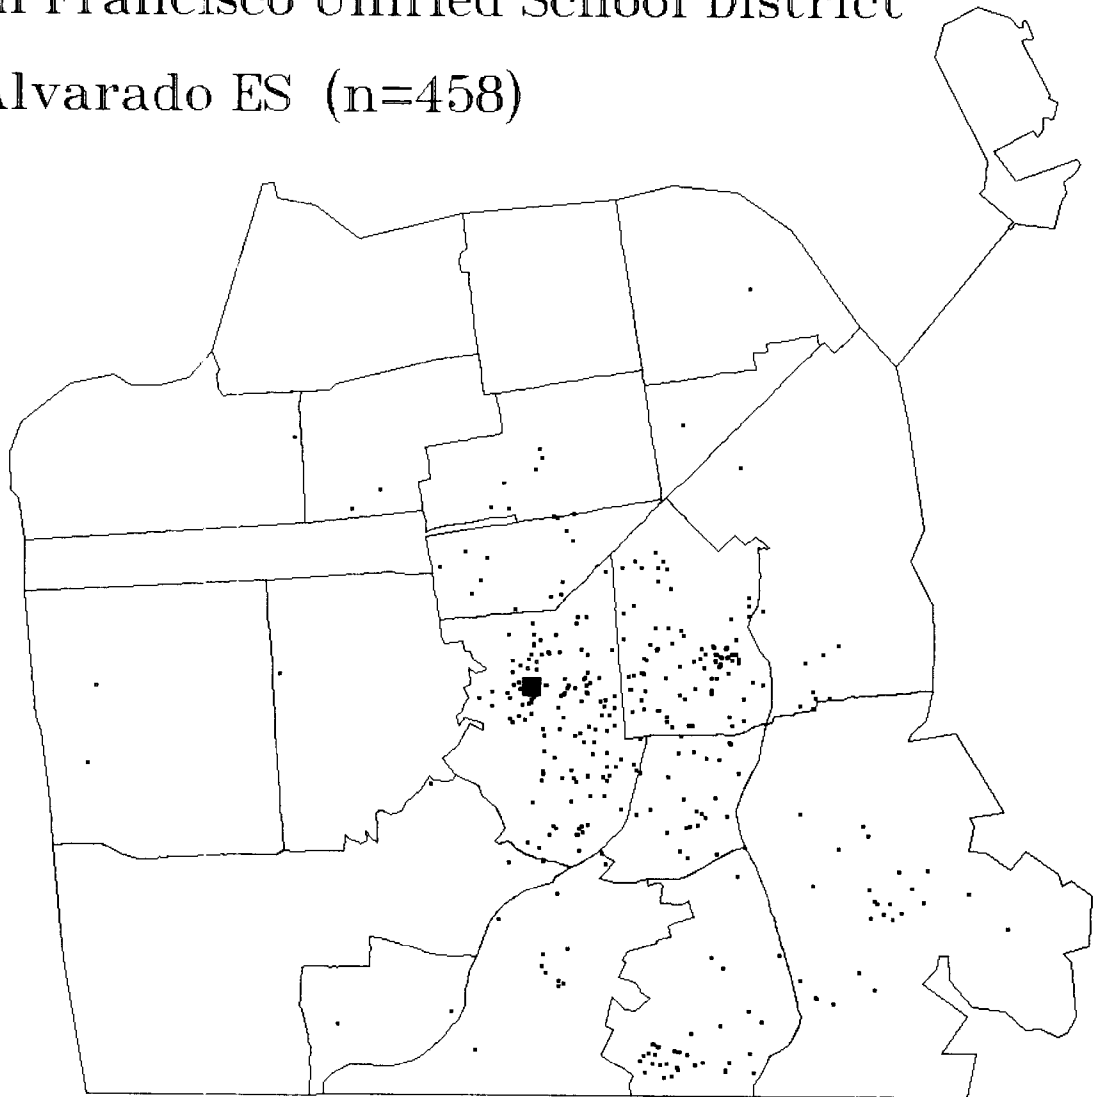 n Francisco Unified School District
Alvarado ES (n=458)